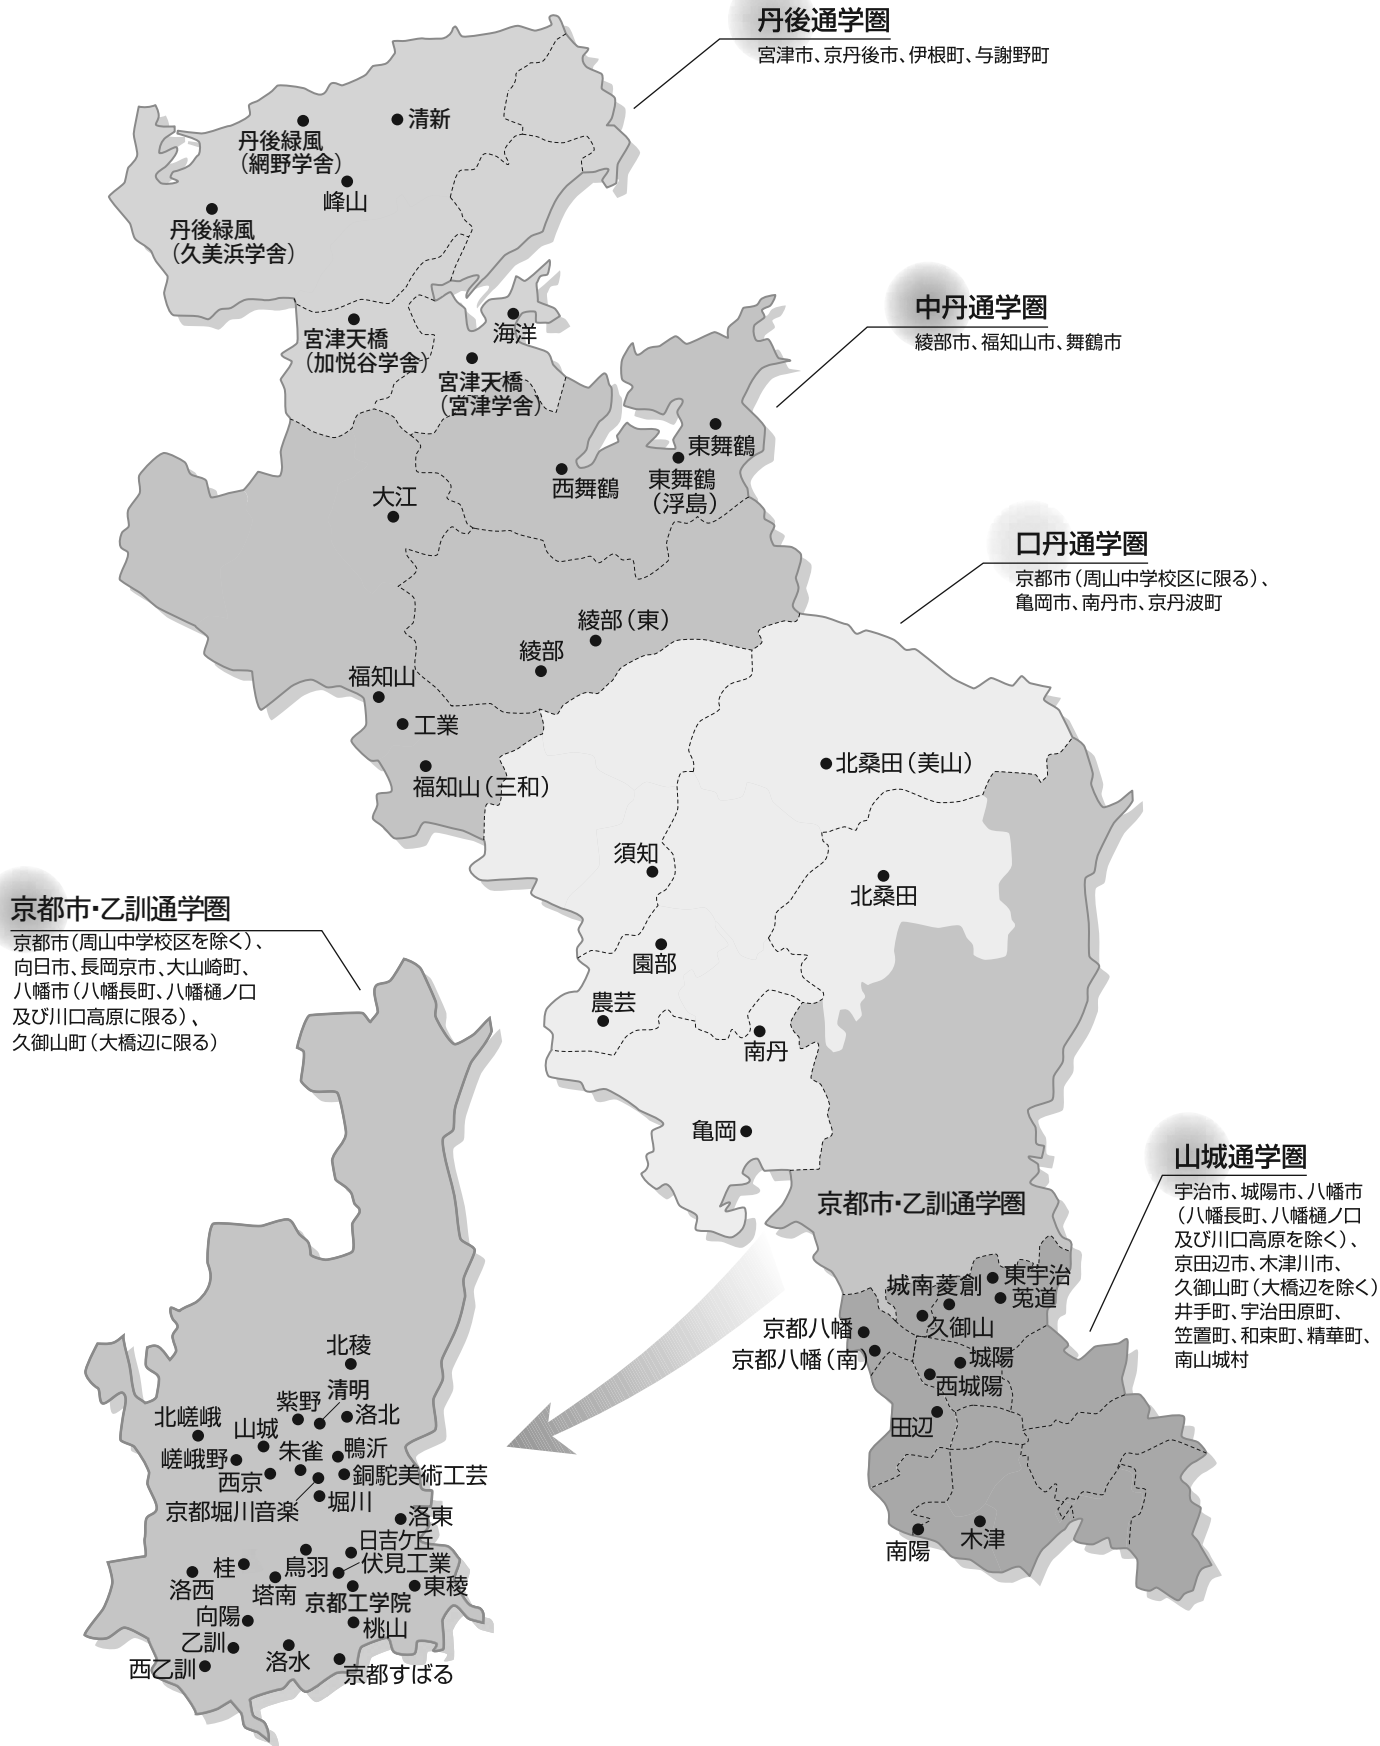 丹後通学圏
宮津市、京丹後市、伊根町、与謝野町
清新
丹後緑風
（網野学舎）
峰山
丹後緑風
（久美浜学舎）
宮津天橋
（加悦谷学舎）
海洋
宮津天橋
（宮津学舎）
中丹通学圏
綾部市、福知山市、舞鶴市
東舞鶴
東舞鶴
（浮島）
西舞鶴
大江
綾部（東）
綾部
福知山
工業
福知山（三和）
口丹通学圏
京都市（周山中学校区に限る）、
亀岡市、南丹市、京丹波町
北桑田（美山）
須知
北桑田
園部
農芸
南丹
亀岡
京都市・乙訓通学圏
京都市（周山中学校区を除く）、
向日市、長岡京市、大山崎町、
八幡市（八幡長町、八幡樋ノ口
及び川口高原に限る）、
久御山町（大橋辺に限る）
京都市・乙訓通学圏
山城通学圏
宇治市、城陽市、八幡市
（八幡長町、八幡樋ノ口
及び川口高原を除く）、
京田辺市、木津川市、
久御山町（大橋辺を除く）
井手町、宇治田原町、
笠置町、和束町、精華町、
南山城村
東宇治
城南菱創
莵道
久御山
京都八幡
京都八幡（南）
城陽
西城陽
田辺
南陽
木津
北稜
清明
紫野
洛北
北嵯峨
山城
朱雀
鴨沂
嵯峨野
西京
銅駝美術工芸
京都堀川音楽
堀川
洛東
日吉ケ丘
鳥羽
伏見工業
桂
洛西
塔南
京都工学院
東稜
向陽
桃山
乙訓
洛水
西乙訓
京都すばる